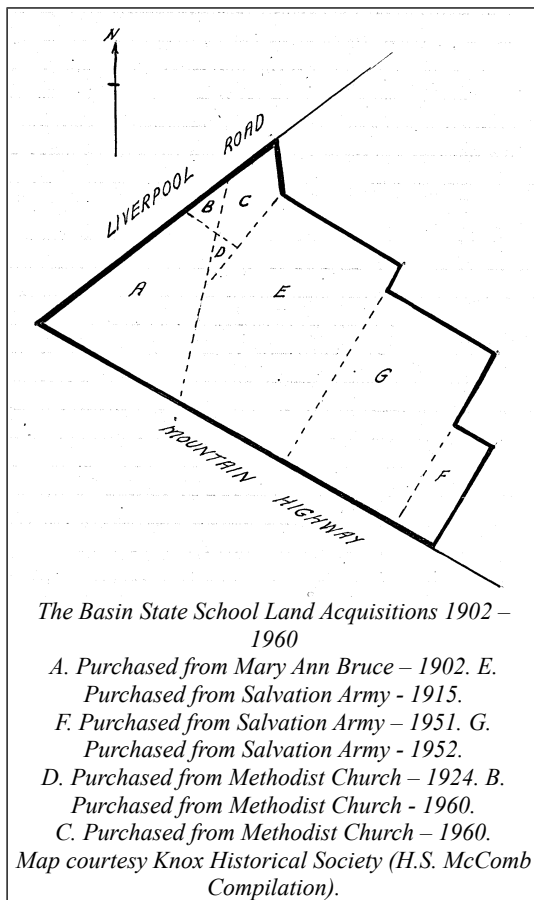 N
LIVERPOOL ROAD
B
C
D
A
E
G
F
MOUNTAIN HIGHWAY
The Basin State School Land Acquisitions 1902 –
1960
A. Purchased from Mary Ann Bruce – 1902. E.
Purchased from Salvation Army - 1915.
F. Purchased from Salvation Army – 1951. G.
Purchased from Salvation Army - 1952.
D. Purchased from Methodist Church – 1924. B.
Purchased from Methodist Church - 1960.
C. Purchased from Methodist Church – 1960.
Map courtesy Knox Historical Society (H.S. McComb
Compilation).